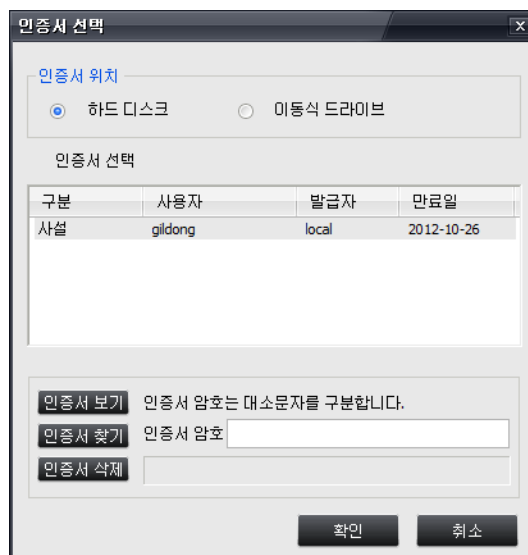 인증서 선택
인증서 위치
하드 디스크 이동식 드라이브
인증서 선택
구분 사용자 발급자 만료일
사설 gildong local 2012-10-26
인증서 보기 인증서 암호는 대소문자를 구분합니다.
인증서 찾기 인증서 암호
인증서 삭제
확인 취소